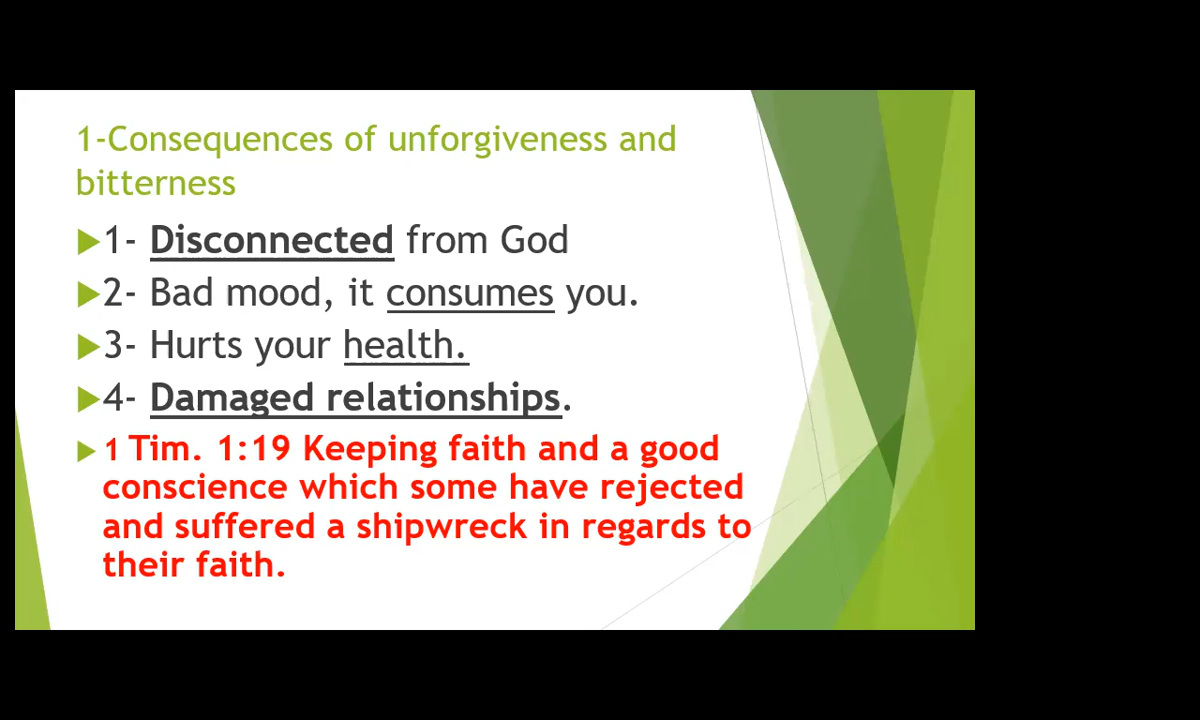 1-Consequences of unforgiveness and
bitterness
1- Disconnected from God
2- Bad mood, it consumes you.
3- Hurts your health.
4- Damaged relationships.
1 Tim. 1:19 Keeping faith and a good
conscience which some have rejected
and suffered a shipwreck in regards to
their faith.